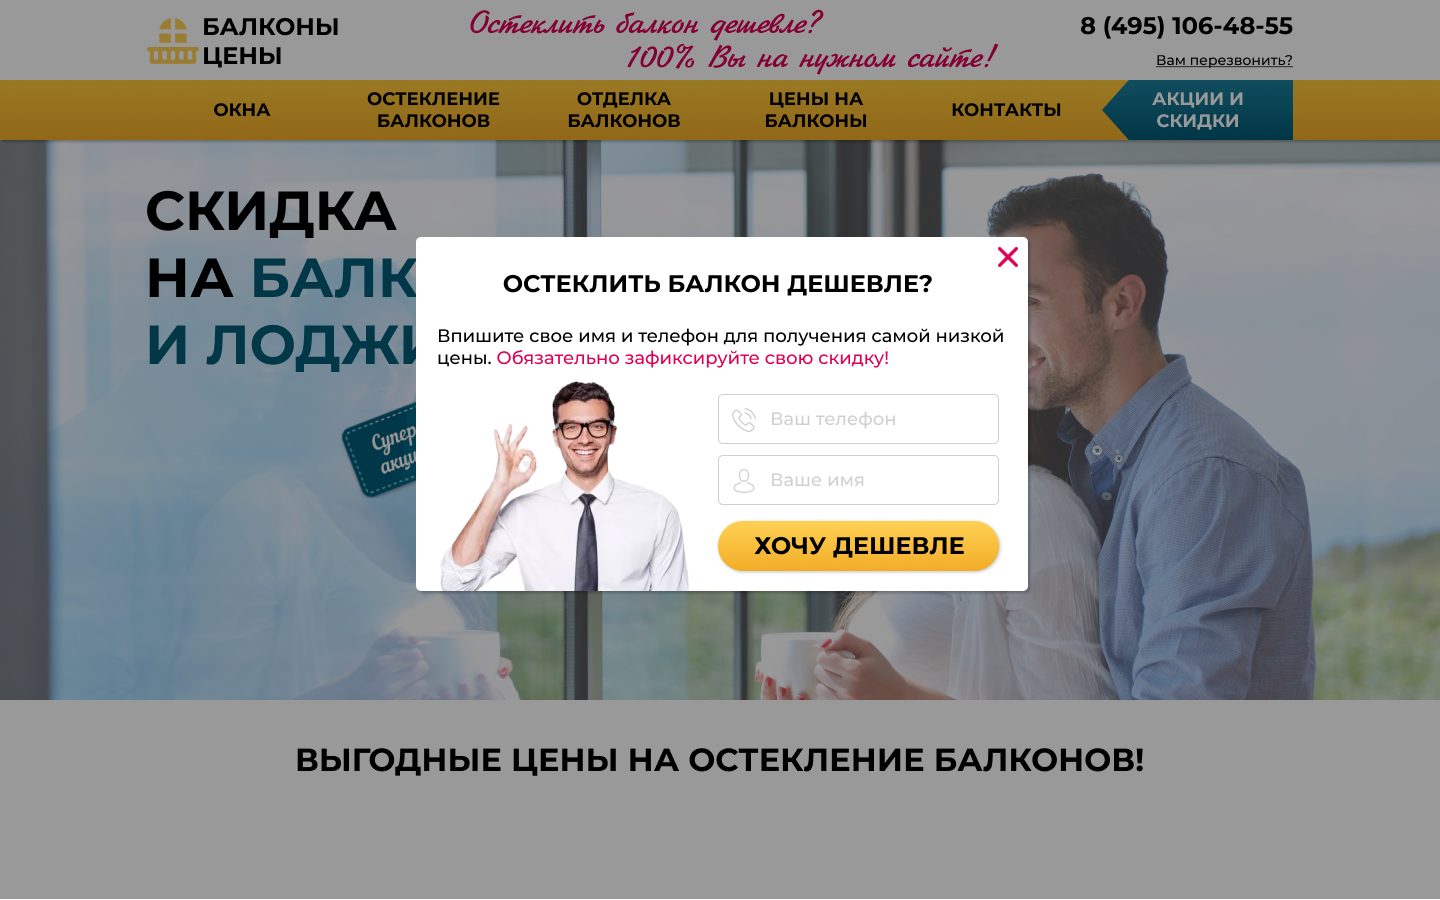 БАЛКОНЫ
ЦЕНЫ
Остеклить балкон дешевле?
100% Вы на нужном сайте!
8 (495) 106-48-55
Вам перезвонить?
ОКНА
ОСТЕКЛЕНИЕ
БАЛКОНОВ
ОТДЕЛКА
БАЛКОНОВ
ЦЕНЫ НА
БАЛКОНЫ
КОНТАКТЫ
АКЦИИ И
СКИДКИ
СКИДКА
НА БАЛК
И ЛОДЖИ
Супер
акци
ОСТЕКЛИТЬ БАЛКОН ДЕШЕВЛЕ?
Впишите свое имя и телефон для получения самой низкой
цены. Обязательно зафиксируйте свою скидку!
Ваш телефон
Ваше имя
ХОЧУ ДЕШЕВЛЕ
ВЫГОДНЫЕ ЦЕНЫ НА ОСТЕКЛЕНИЕ БАЛКОНОВ!